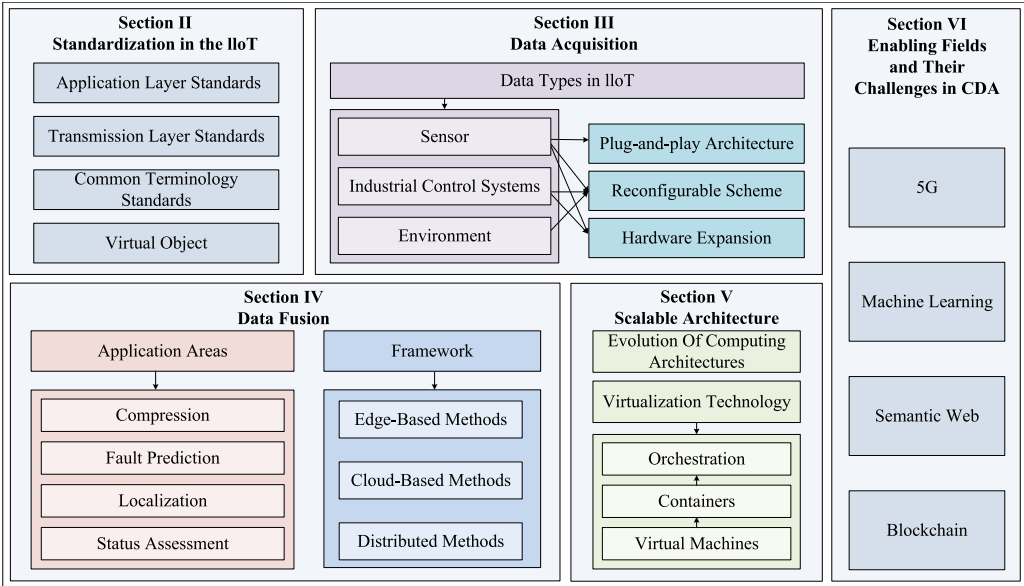 Section II
Standardization in the lloT
Application Layer Standards
Transmission Layer Standards
Common Terminology
Standards
Virtual Object
Section III
Data Acquisition
Data Types in lloT
Sensor
Industrial Control Systems
Environment
Plug-and-play Architecture
Reconfigurable Scheme
Hardware Expansion
Section IV
Data Fusion
Application Areas
Compression
Fault Prediction
Localization
Status Assessment
Framework
Edge-Based Methods
Cloud-Based Methods
Distributed Methods
Section V
Scalable Architecture
Evolution Of Computing
Architectures
Virtualization Technology
Orchestration
Containers
Virtual Machines
Section VI
Enabling Fields
and Their
Challenges in CDA
5G
Machine Learning
Semantic Web
Blockchain